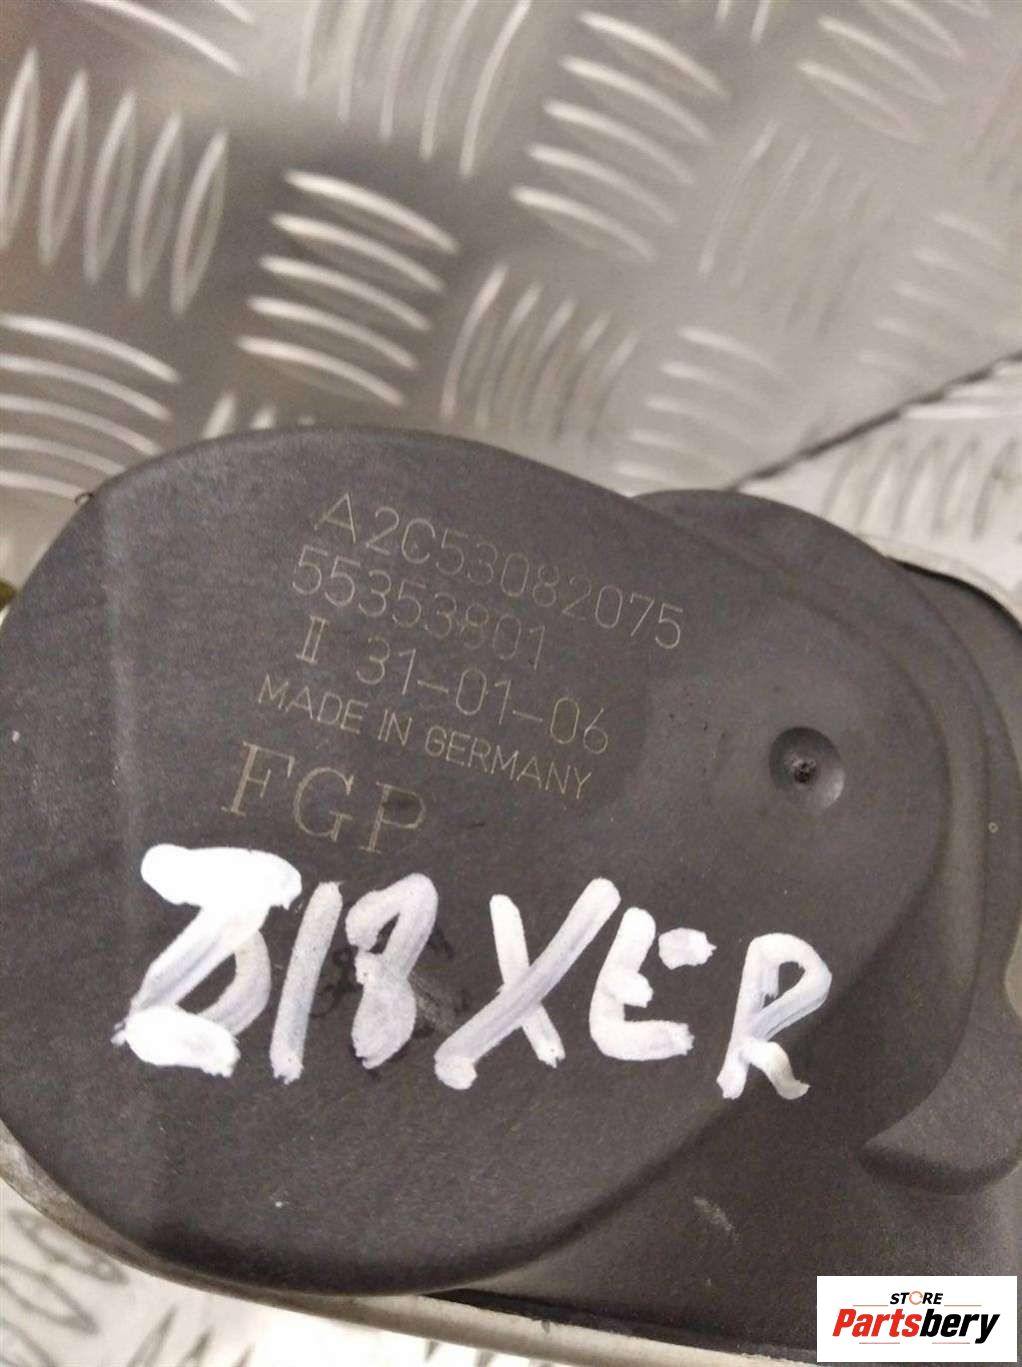 A2C53082075
55353801
II 31-01-06
MADE IN GERMANY
FGP
Z18XER
STORE
Partsbery